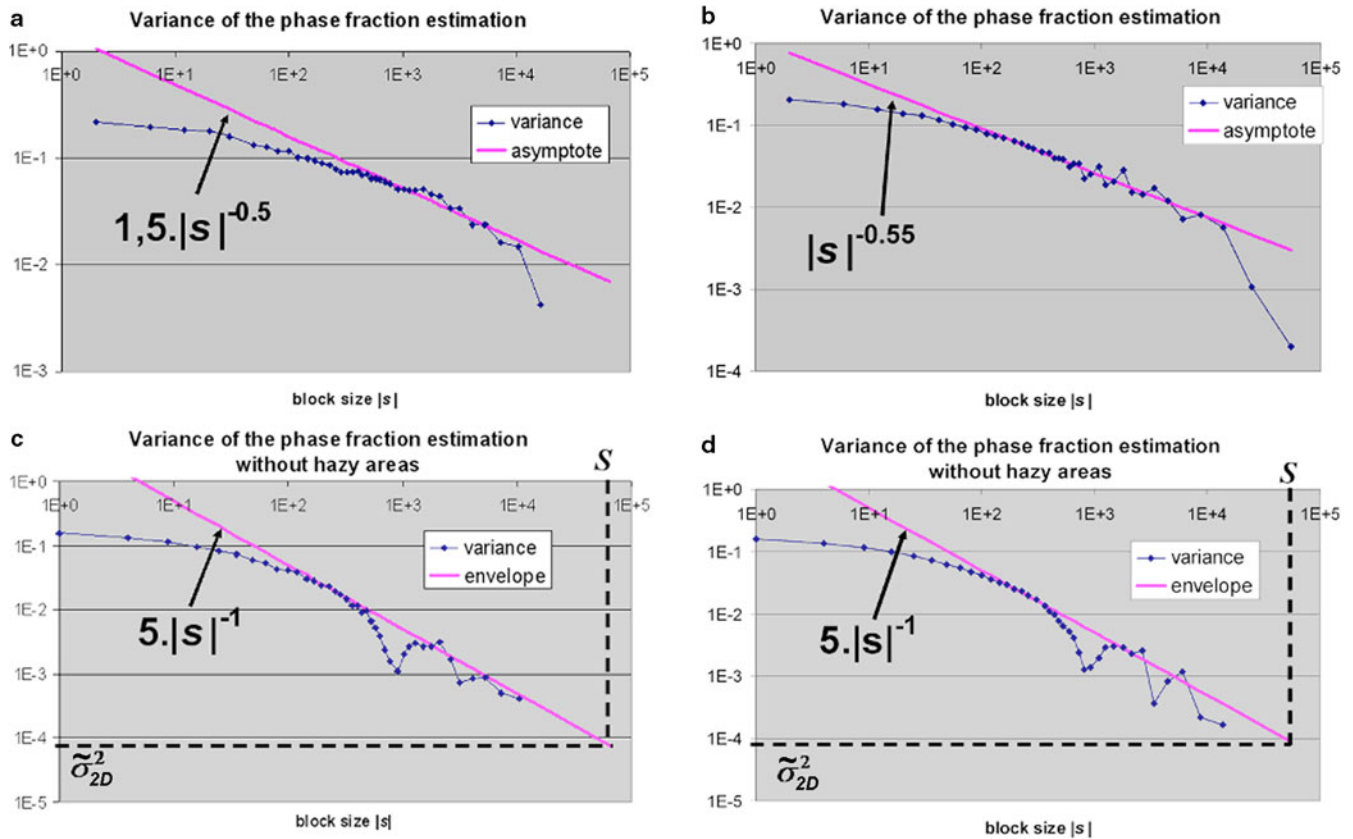 a
Variance of the phase fraction estimation
1E+0
1E+0 1E+1 1E+2 1E+3 1E+4 1E+5
variance
asymptote
1E-1
1,5.|s|^-0.5
1E-2
1E-3
block size |s|
b
Variance of the phase fraction estimation
1E+0
1E+0 1E+1 1E+2 1E+3 1E+4 1E+5
variance
asymptote
1E-1
1E-2
|s|^-0.55
1E-3
1E-4
block size |s|
c
Variance of the phase fraction estimation
without hazy areas
S
1E+0
1E+0 1E+1 1E+2 1E+3 1E+4 1E+5
variance
envelope
1E-1
1E-2
5.|s|^-1
1E-3
1E-4
σ̃²2D
1E-5
block size |s|
d
Variance of the phase fraction estimation
without hazy areas
S
1E+0
1E+0 1E+1 1E+2 1E+3 1E+4 1E+5
variance
envelope
1E-1
1E-2
5.|s|^-1
1E-3
1E-4
σ̃²2D
1E-5
block size |s|